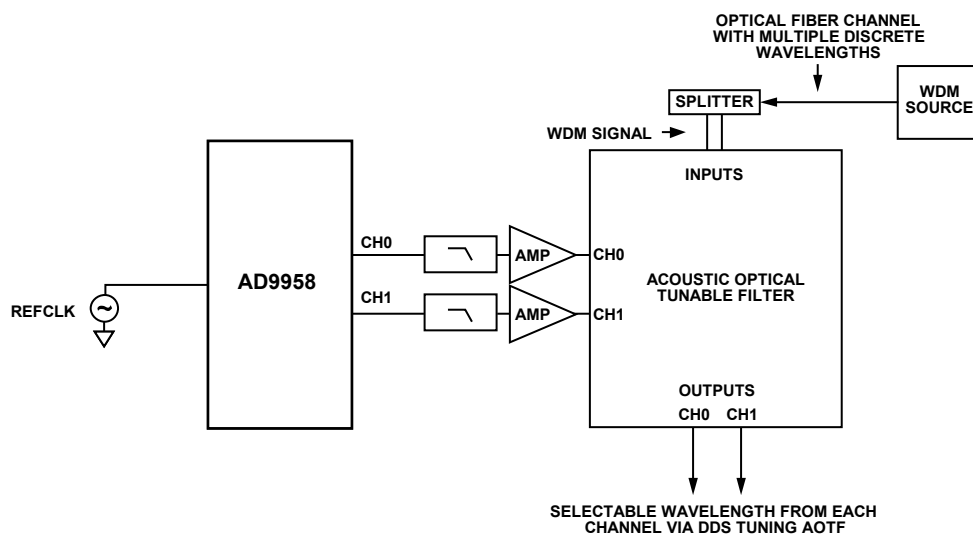 OPTICAL FIBER CHANNEL
WITH MULTIPLE DISCRETE
WAVELENGTHS
WDM
SOURCE
SPLITTER
WDM SIGNAL
INPUTS
CH0
AMP
CH0
AD9958
ACOUSTIC OPTICAL
TUNABLE FILTER
CH1
AMP
CH1
REFCLK
OUTPUTS
CH0 CH1
SELECTABLE WAVELENGTH FROM EACH
CHANNEL VIA DDS TUNING AOTF